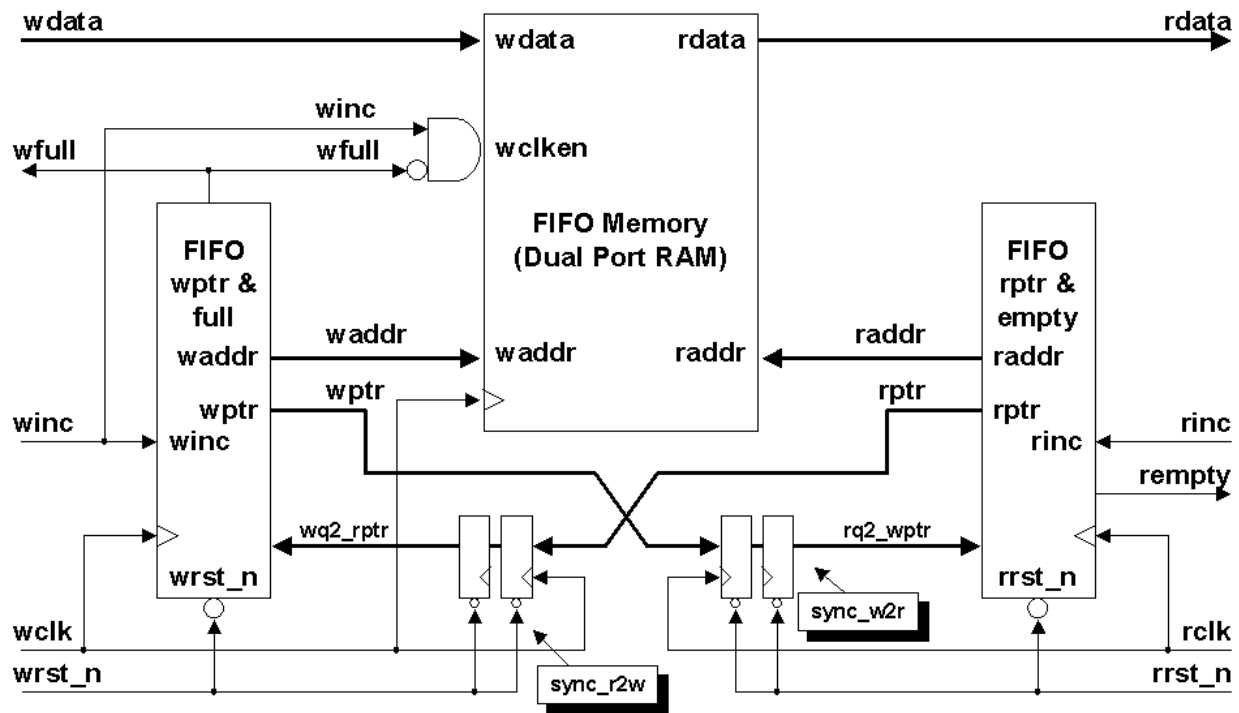 wdata
rdata
wdata
rdata
winc
wclken
wfull
wfull
FIFO Memory
(Dual Port RAM)
FIFO
wptr &
full
FIFO
rptr &
empty
waddr
waddr
waddr
raddr
raddr
raddr
wptr
wptr
rptr
rptr
winc
winc
rinc
rinc
rempty
wq2_rptr
rq2_wptr
wrst_n
rrst_n
sync_w2r
wclk
rclk
wrst_n
sync_r2w
rrst_n